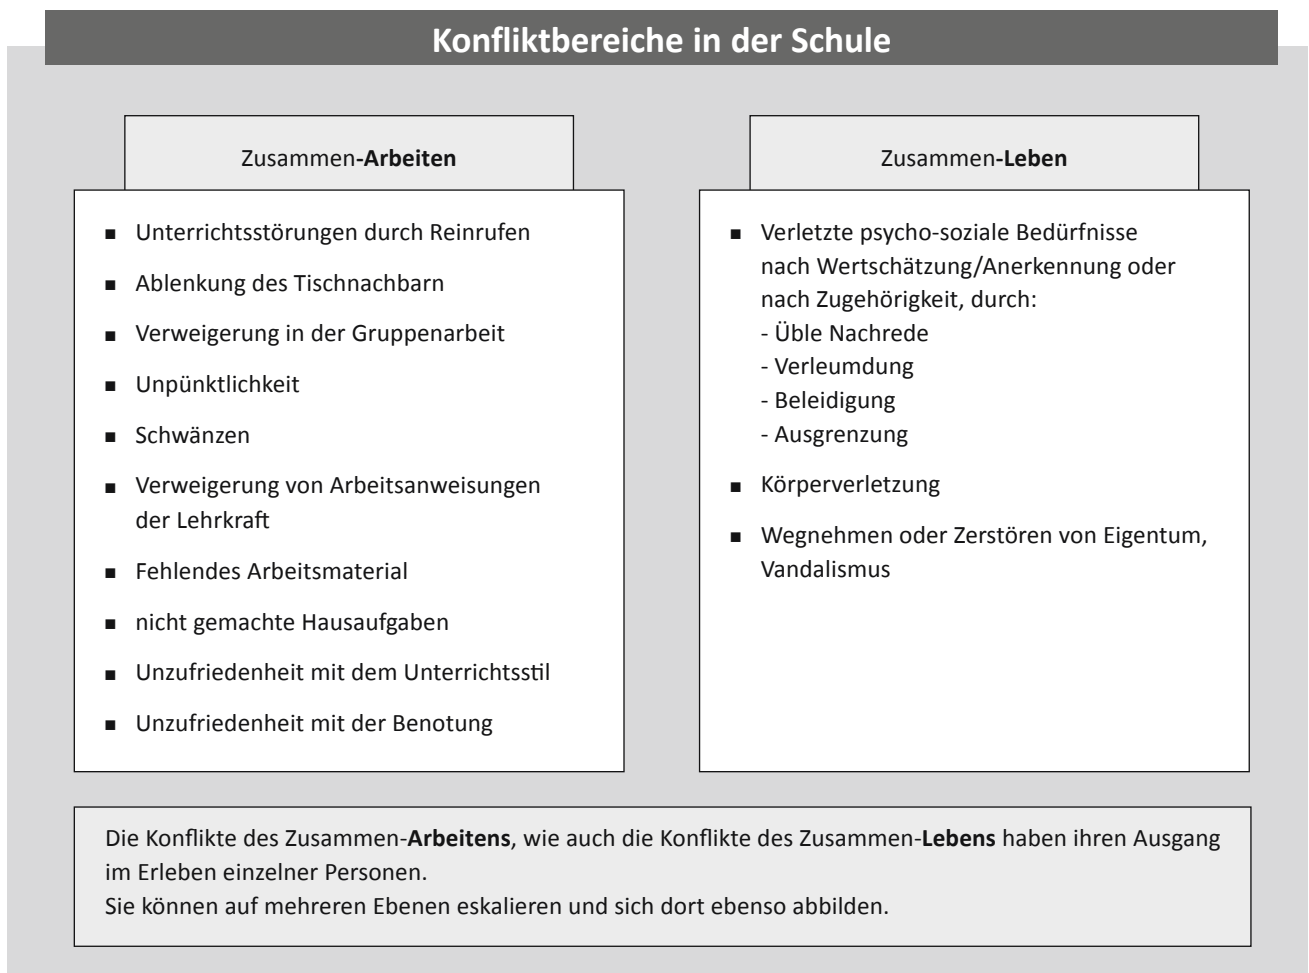 Konfliktbereiche in der Schule
Zusammen-Arbeiten
■ Unterrichtsstörungen durch Reinrufen
■ Ablenkung des Tischnachbarn
■ Verweigerung in der Gruppenarbeit
■ Unpünktlichkeit
■ Schwänzen
■ Verweigerung von Arbeitsanweisungen
der Lehrkraft
■ Fehlendes Arbeitsmaterial
■ nicht gemachte Hausaufgaben
■ Unzufriedenheit mit dem Unterrichtsstil
■ Unzufriedenheit mit der Benotung
Zusammen-Leben
■ Verletzte psycho-soziale Bedürfnisse
nach Wertschätzung/Anerkennung oder
nach Zugehörigkeit, durch:
- Üble Nachrede
- Verleumdung
- Beleidigung
- Ausgrenzung
■ Körperverletzung
■ Wegnehmen oder Zerstören von Eigentum,
Vandalismus
Die Konflikte des Zusammen-Arbeitens, wie auch die Konflikte des Zusammen-Lebens haben ihren Ausgang
im Erleben einzelner Personen.
Sie können auf mehreren Ebenen eskalieren und sich dort ebenso abbilden.